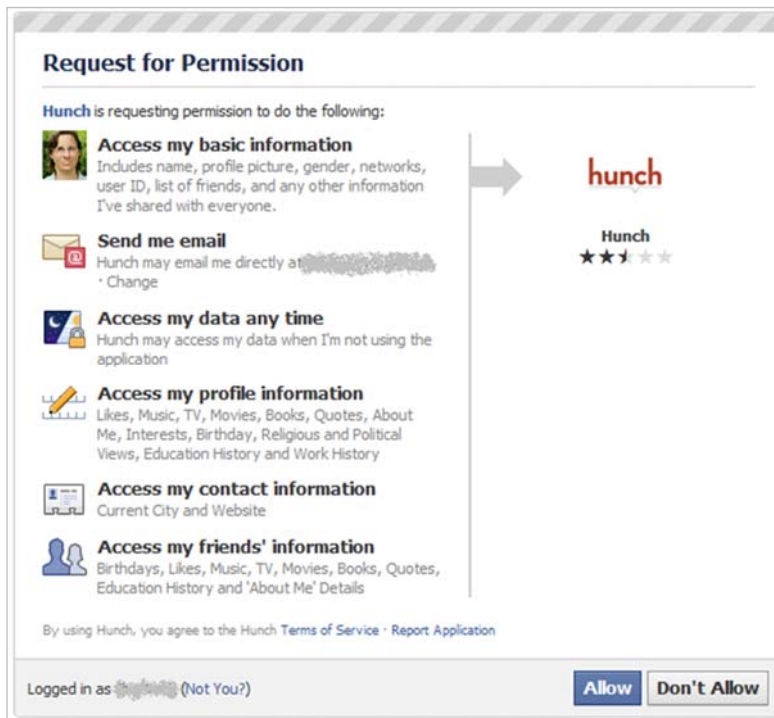 Request for Permission
Hunch is requesting permission to do the following:
Access my basic information
Includes name, profile picture, gender, networks,
user ID, list of friends, and any other information
I've shared with everyone.
Send me email
Hunch may email me directly at
· Change
Access my data any time
Hunch may access my data when I'm not using the
application
Access my profile information
Likes, Music, TV, Movies, Books, Quotes, About
Me, Interests, Birthday, Religious and Political
Views, Education History and Work History
Access my contact information
Current City and Website
Access my friends' information
Birthdays, Likes, Music, TV, Movies, Books, Quotes,
Education History and 'About Me' Details
hunch
Hunch
By using Hunch, you agree to the Hunch Terms of Service · Report Application
Logged in as (Not You?)
Allow
Don't Allow